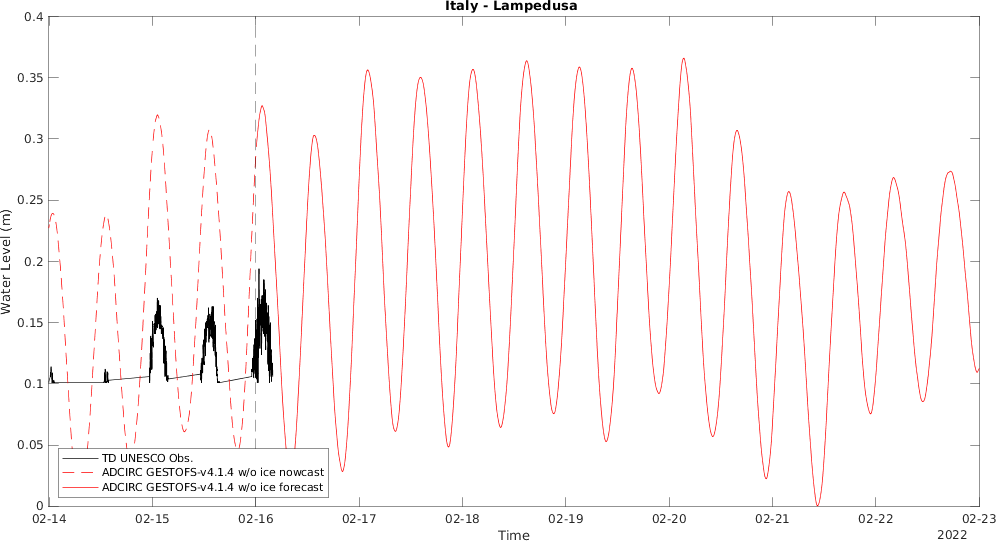 Italy - Lampedusa
0.4
0.35
0.3
0.25
0.2
0.15
0.1
0.05
0
Water Level (m)
TD UNESCO Obs.
ADCIRC GESTOFS-v4.1.4 w/o ice nowcast
ADCIRC GESTOFS-v4.1.4 w/o ice forecast
02-14 02-15 02-16 02-17 02-18 02-19 02-20 02-21 02-22 02-23
Time
2022